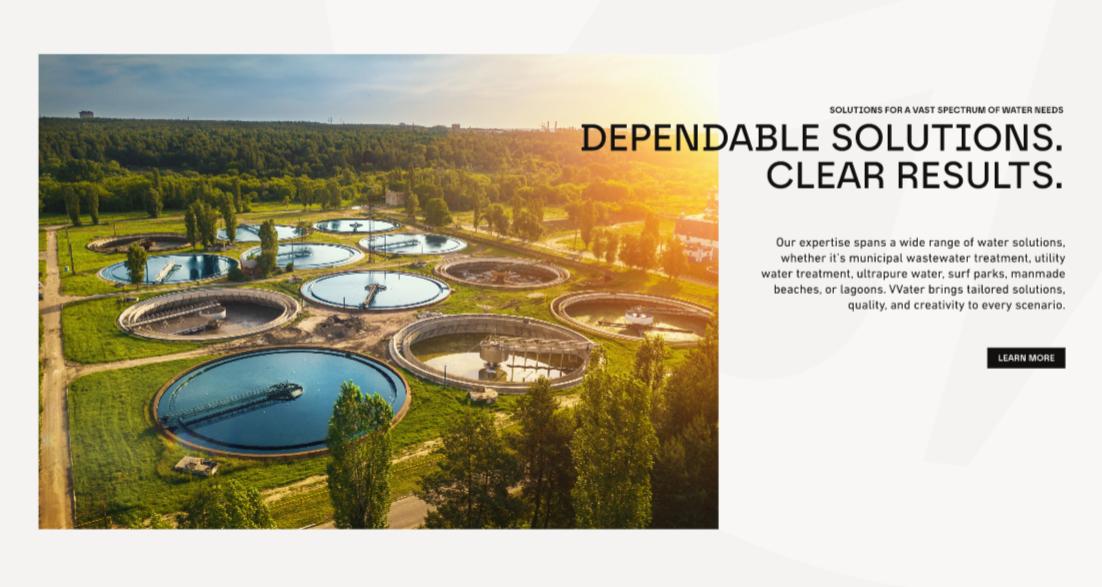 SOLUTIONS FOR A VAST SPECTRUM OF WATER NEEDS
DEPENDABLE SOLUTIONS.
CLEAR RESULTS.
Our expertise spans a wide range of water solutions,
whether it's municipal wastewater treatment, utility
water treatment, ultrapure water, surf parks, manmade
beaches, or lagoons. VVater brings tailored solutions,
quality, and creativity to every scenario.
LEARN MORE